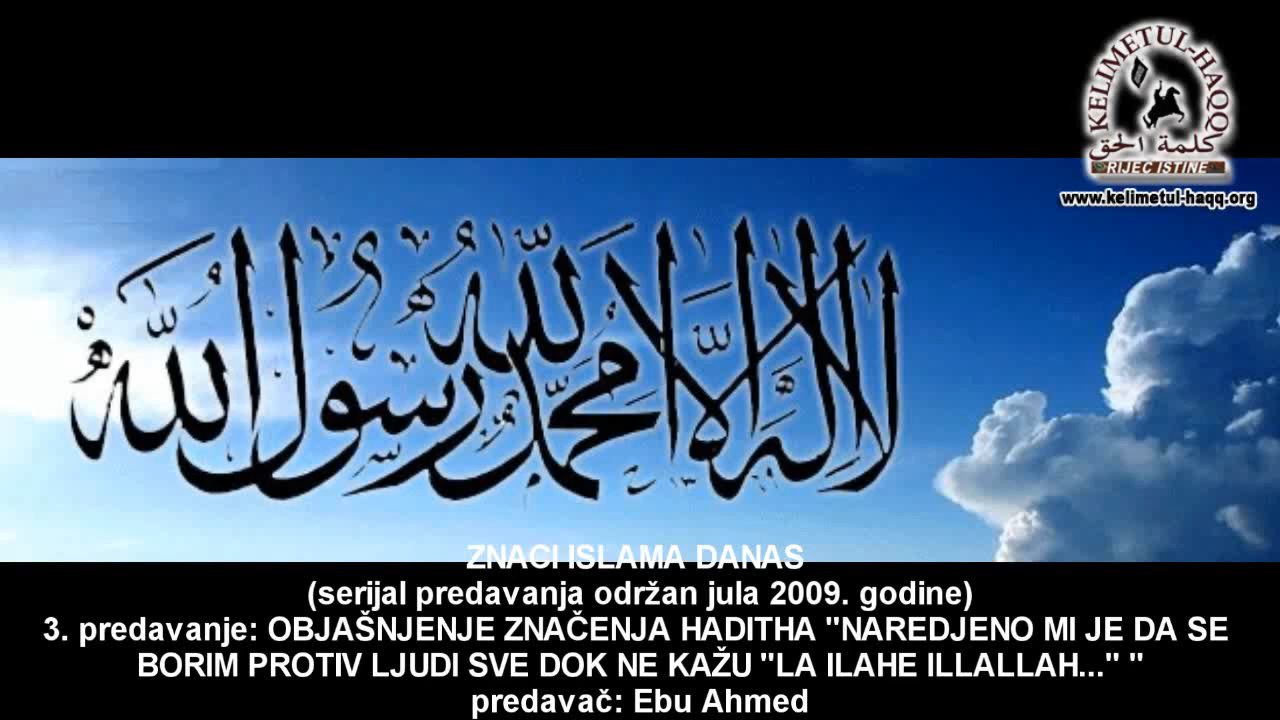 KELIMETUL-HAQQ
كلمة الحق
RIJEC ISTINE
www.kelimetul-haqq.org
لا إله إلا الله محمد رسول الله
ZNACI ISLAMA DANAS
(serijal predavanja održan jula 2009. godine)
3. predavanje: OBJAŠNJENJE ZNAČENJA HADITHA "NAREDJENO MI JE DA SE
BORIM PROTIV LJUDI SVE DOK NE KAŽU "LA ILAHE ILLALLAH..." "
predavač: Ebu Ahmed